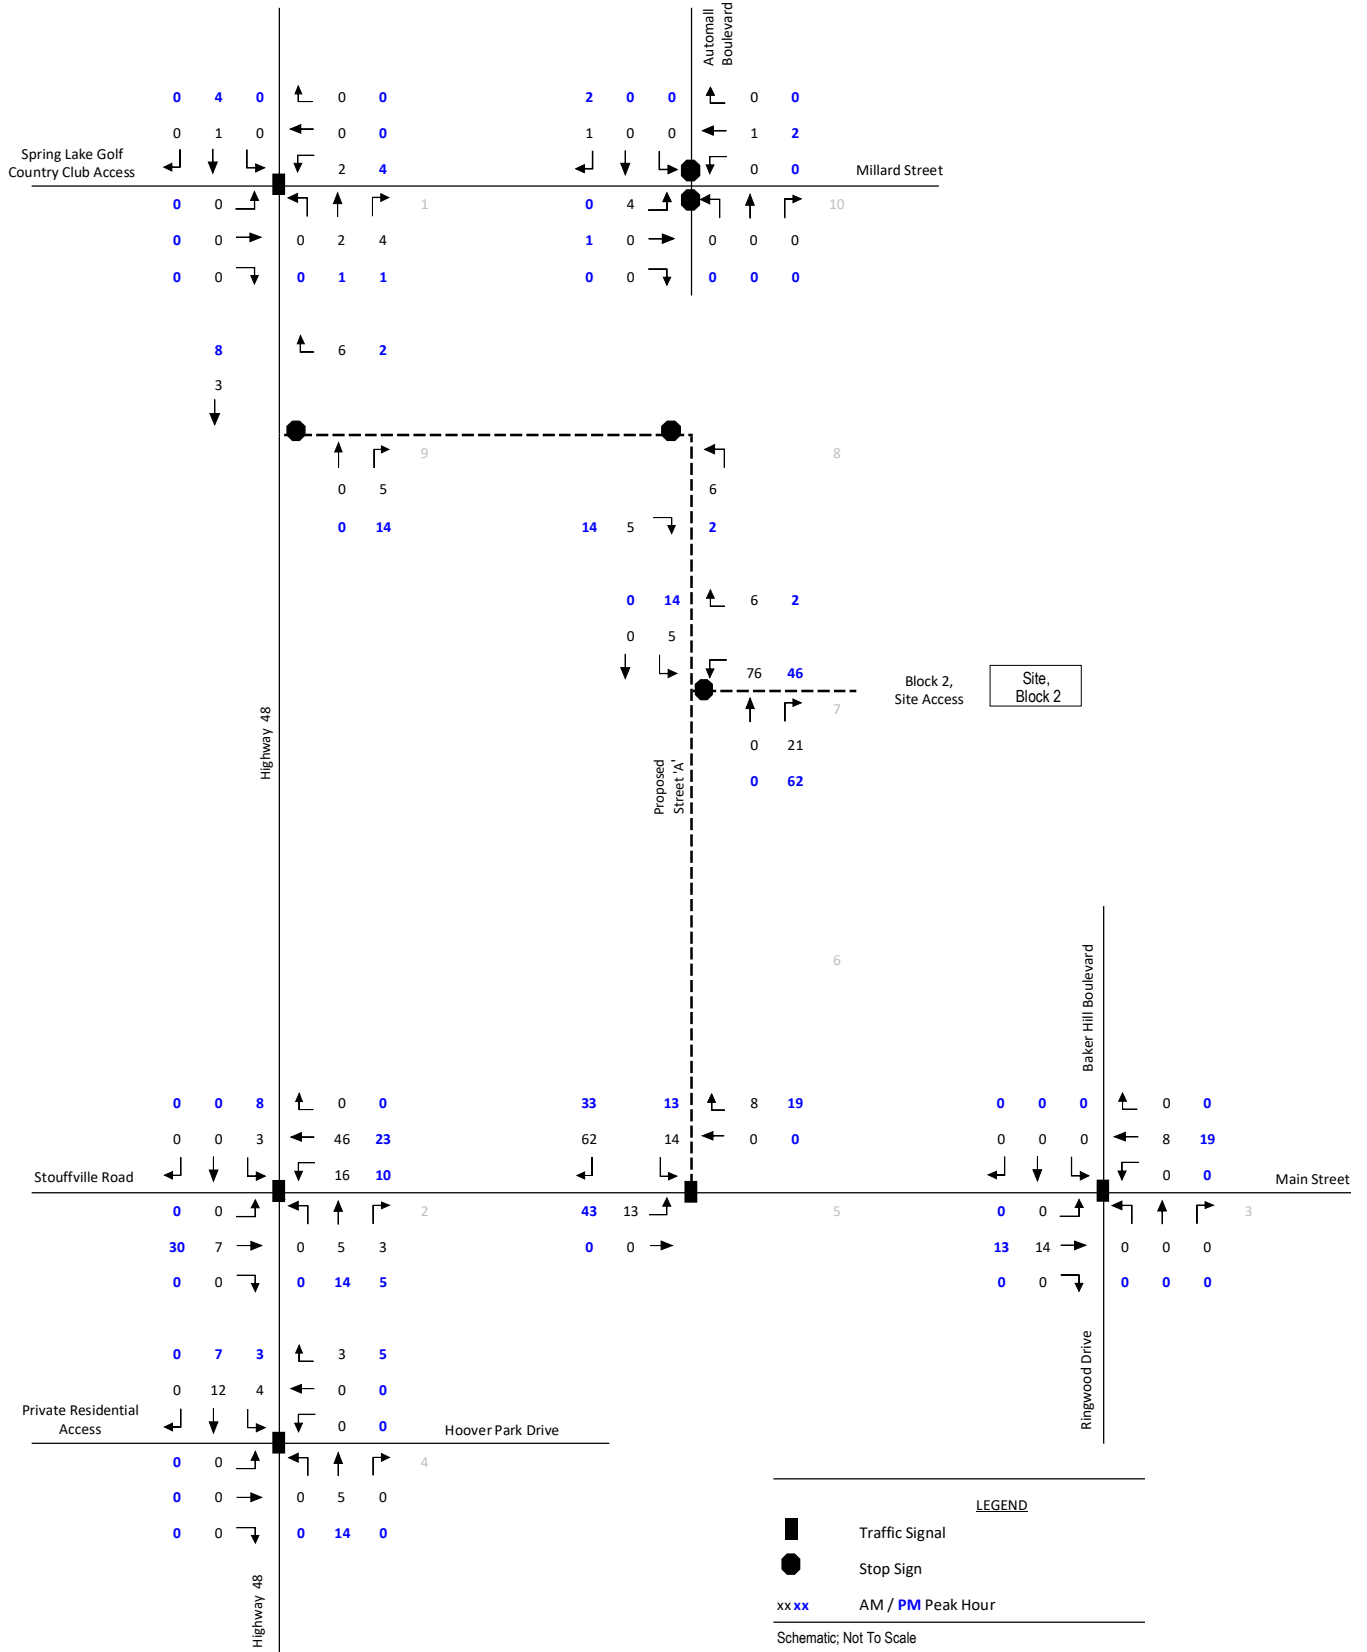 Automall
Boulevard
0 4 0 0 0
0 1 0 0 0
2 4
Spring Lake Golf
Country Club Access
0 0 1
0 0 0 2 4
0 0 0 1 1
2 0 0 0 0
1 0 0 1 2
0 0
Millard Street
0 4 10
1 0 0 0 0
0 0 0 0 0
8 6 2
3
9
0 5
0 14
8
6
14 5 2
0 14 6 2
0 5
76 46
Block 2,
Site Access
Site,
Block 2
7
0 21
0 62
Highway 48
Proposed
Street 'A'
6
Baker Hill Boulevard
0 0 8 0 0
0 0 3 46 23
16 10
Stouffville Road
0 0 2
30 7 0 5 3
0 0 0 14 5
33 13 8 19
62 14 0 0
43 13 5
0 0
0 0 0 0 0
0 0 0 8 19
0 0
Main Street
0 0 3
13 14 0 0 0
0 0 0 0 0
Ringwood Drive
0 7 3 3 5
0 12 4 0 0
0 0
Private Residential
Access
Hoover Park Drive
0 0 4
0 0 0 5 0
0 0 0 14 0
Highway 48
LEGEND
Traffic Signal
Stop Sign
xx xx AM / PM Peak Hour
Schematic; Not To Scale